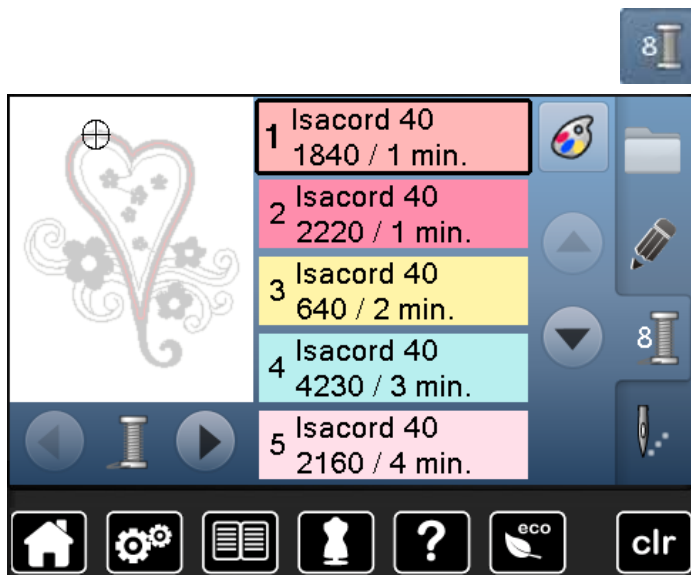 8
1 Isacord 40
1840 / 1 min.
2 Isacord 40
2220 / 1 min.
3 Isacord 40
640 / 2 min.
4 Isacord 40
4230 / 3 min.
5 Isacord 40
2160 / 4 min.
8
?
eco
clr